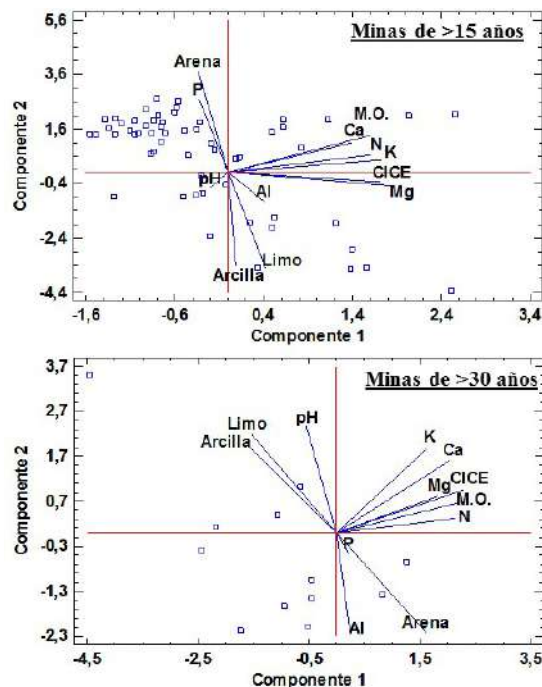 Minas de >15 años
5,6
3,6
1,6
-0,4
-2,4
-4,4
Componente 2
Arena
P
M.O.
Ca
N
K
CICE
Mg
pH
Al
Limo
Arcilla
-1,6
-0,6
0,4
1,4
2,4
3,4
Componente 1
Minas de >30 años
3,7
2,7
1,7
0,7
-0,3
-1,3
-2,3
Componente 2
pH
Limo
Arcilla
K
Ca
CICE
Mg
M.O.
N
P
Al
Arena
-4,5
-2,5
-0,5
1,5
3,5
Componente 1